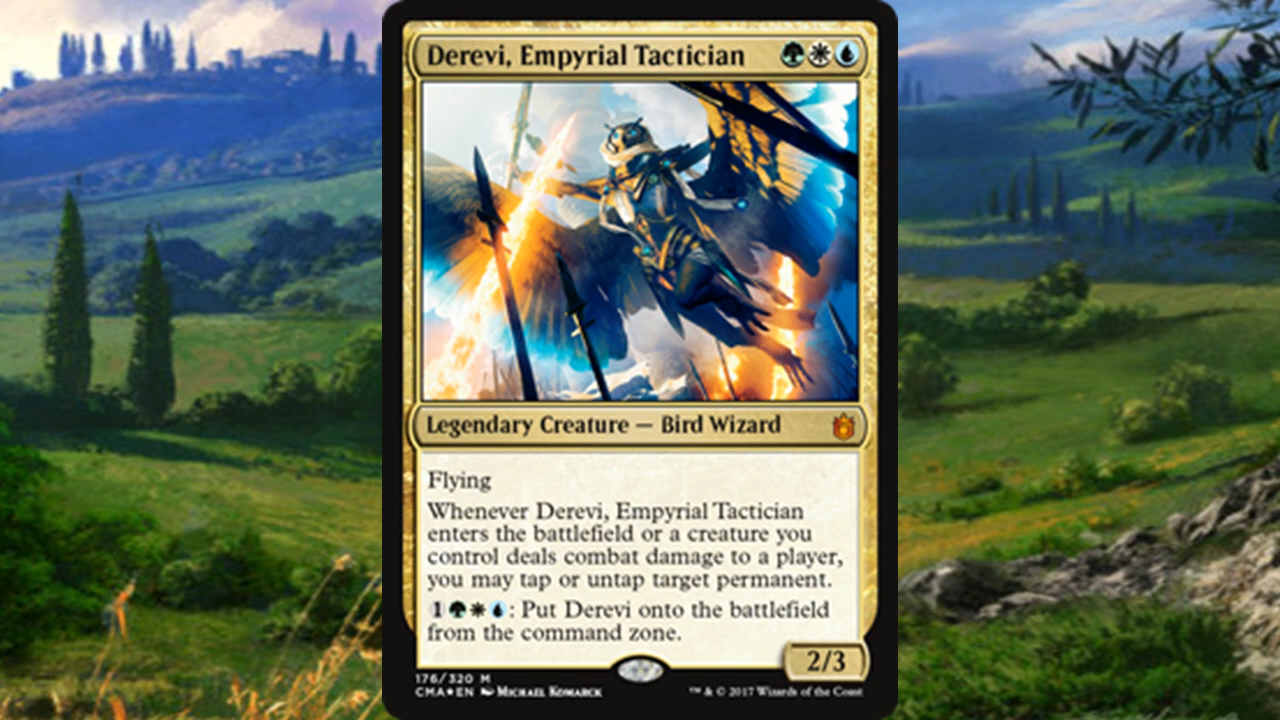 Derevi, Empyrial Tactician
Legendary Creature — Bird Wizard
Flying
Whenever Derevi, Empyrial Tactician
enters the battlefield or a creature you
control deals combat damage to a player,
you may tap or untap target permanent.
1 : Put Derevi onto the battlefield
from the command zone.
2/3
176/320 M
CMA★EN Michael Komarck
™ & © 2017 Wizards of the Coast